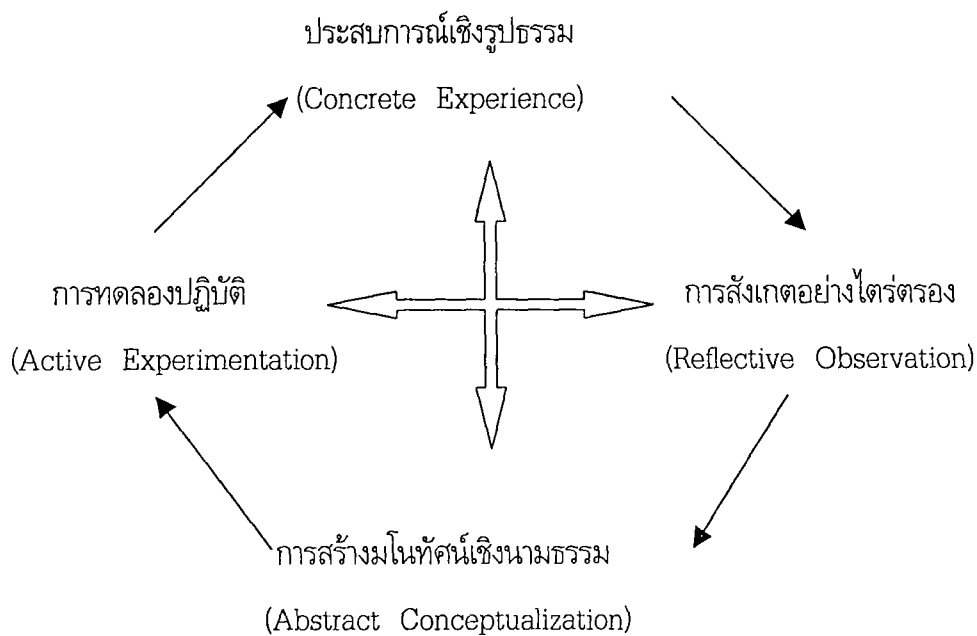 ประสบการณ์เชิงรูปธรรม
(Concrete Experience)
การทดลองปฏิบัติ
(Active Experimentation)
การสังเกตอย่างไตร่ตรอง
(Reflective Observation)
การสร้างมโนทัศน์เชิงนามธรรม
(Abstract Conceptualization)